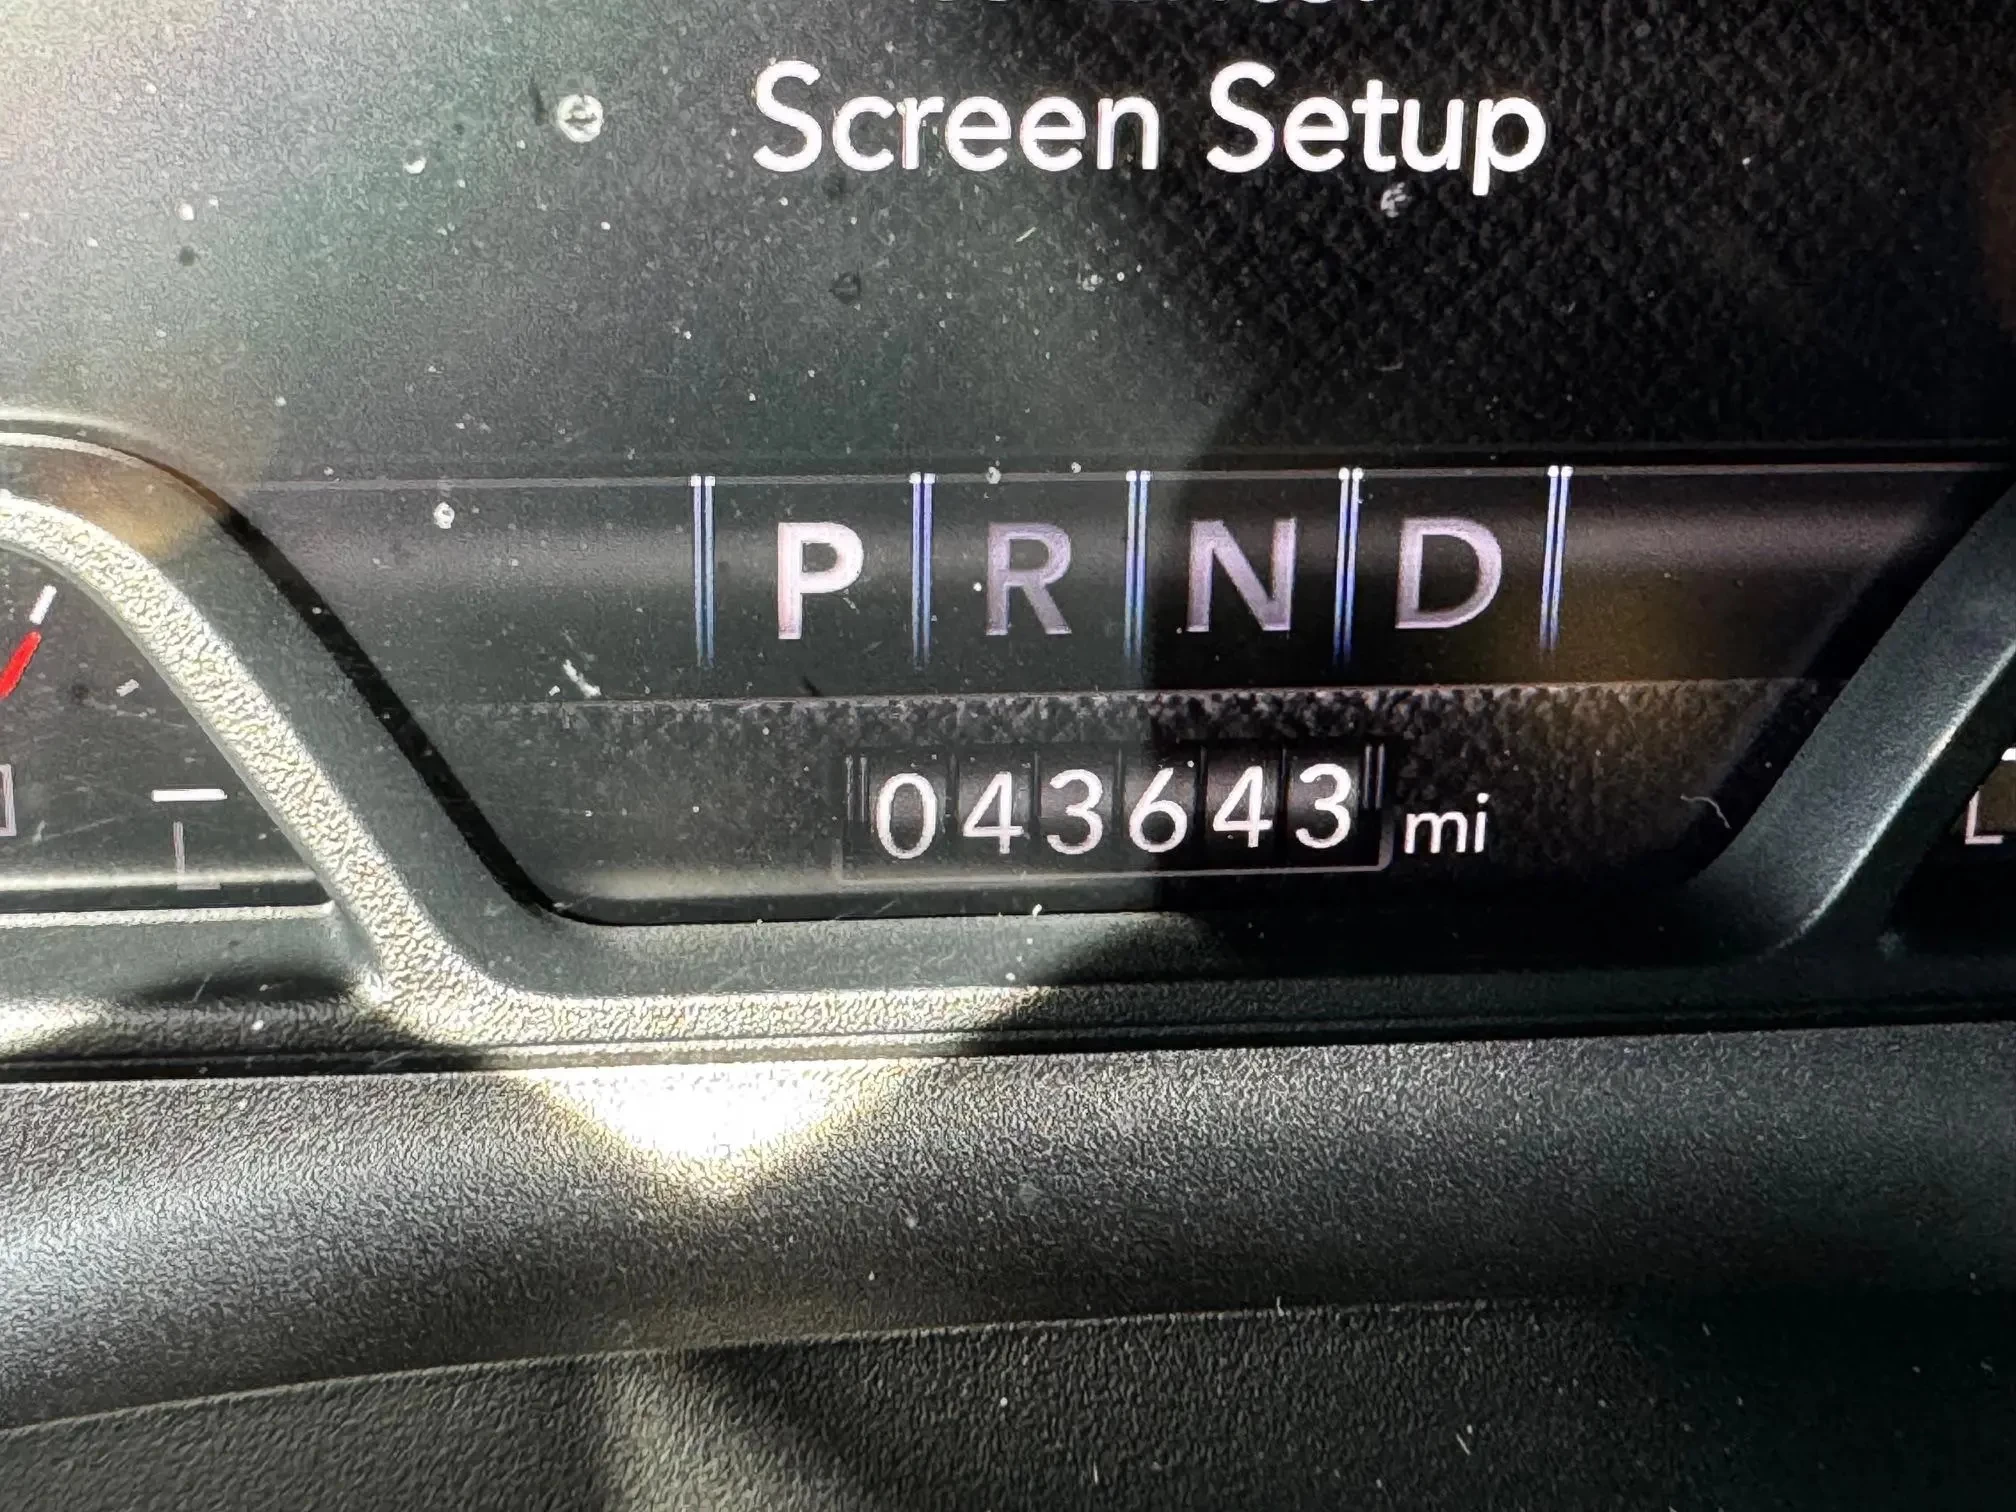 Screen Setup
P R N D
043643 mi